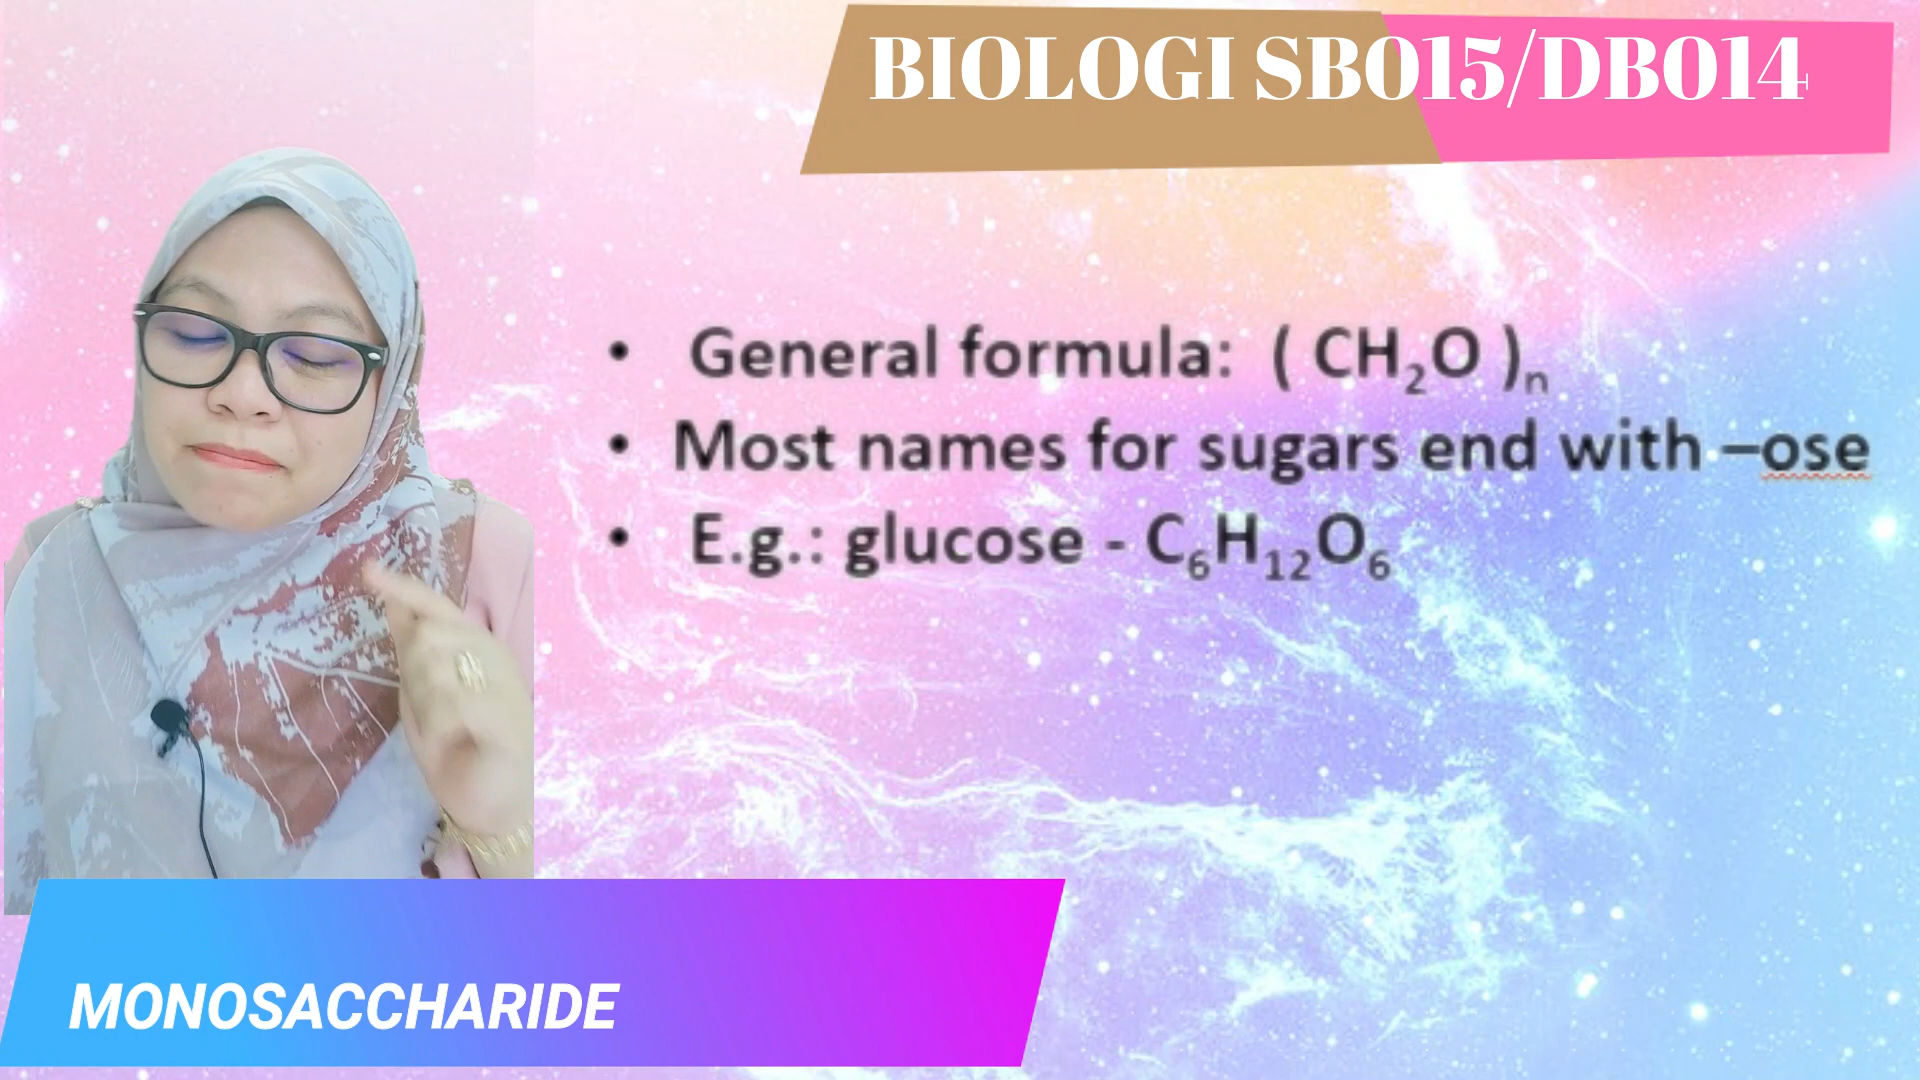 BIOLOGI SB015/DB014
• General formula: ( CH₂O )ₙ
• Most names for sugars end with –ose
• E.g.: glucose - C₆H₁₂O₆
MONOSACCHARIDE